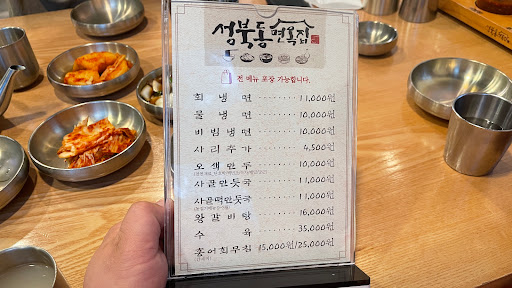 성북동 면옥집
전 메뉴 포장 가능합니다.
회 냉 면 ········ 11,000원
물 냉 면 ········ 10,000원
비 빔 냉 면 ········ 10,000원
사 리 추 가 ········ 4,500원
오 색 만 두 ········ 10,000원
사골만둣국 ········ 11,000원
사골떡만둣국 ········ 11,000원
왕 갈 비 탕 ········ 16,000원
수 육 ········ 35,000원
홍어회무침 15,000원/25,000원